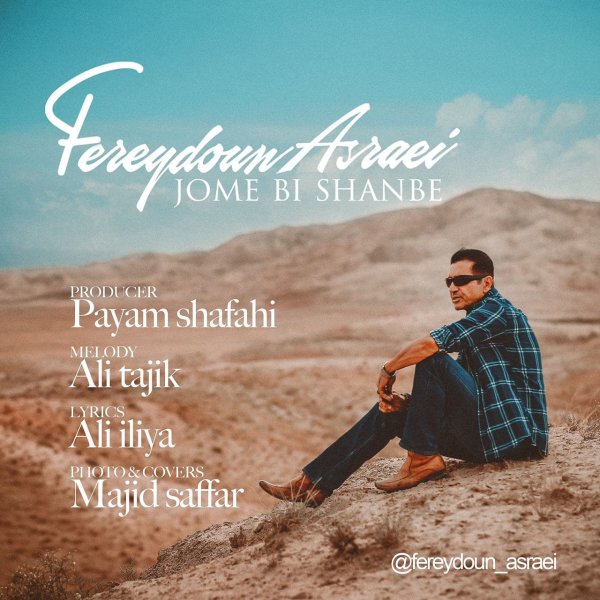 Fereydoun Asraei
JOME BI SHANBE
PRODUCER
Payam shafahi
MELODY
Ali tajik
LYRICS
Ali iliya
PHOTO & COVERS
Majid saffar
@fereydoun_asraei